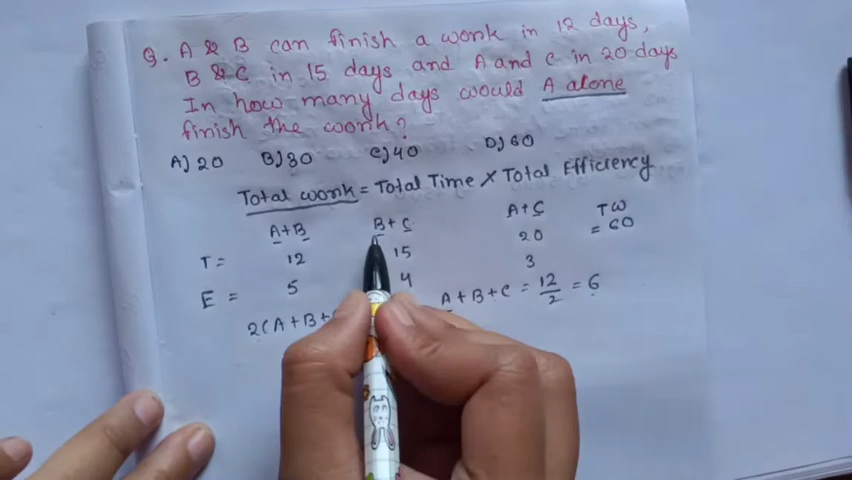 Q. A & B can finish a work in 12 days,
B & C in 15 days and A and C in 20 days
In how many days would A alone
finish the work?
A) 20 B) 30 C) 40 D) 60
Total work = Total Time × Total Efficiency
A+B B+C A+C TW
T = 12 15 20 = 60
E = 5 4 3
2(A+B+ A+B+C = 12/2 = 6